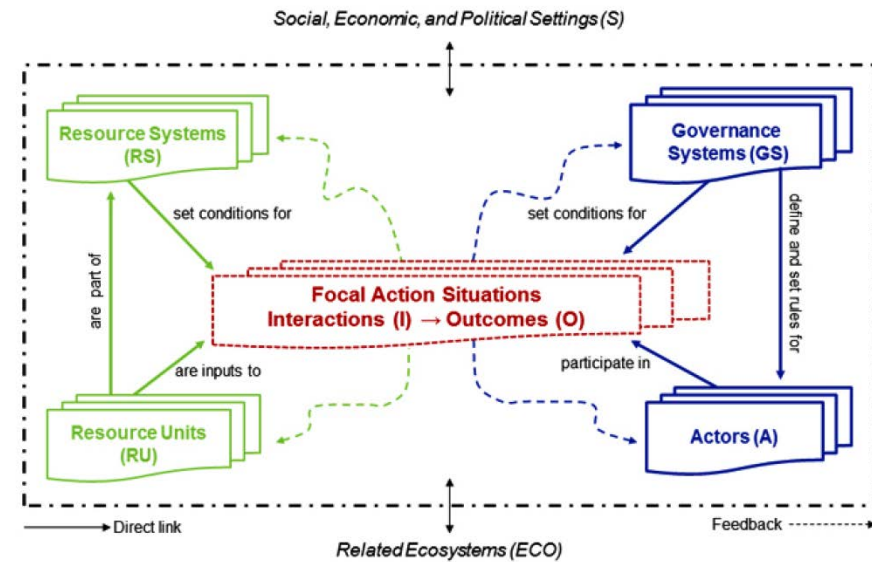 Social, Economic, and Political Settings (S)
Resource Systems
(RS)
Governance
Systems (GS)
set conditions for
set conditions for
define and set rules for
are part of
Focal Action Situations
Interactions (I) → Outcomes (O)
are inputs to
participate in
Resource Units
(RU)
Actors (A)
Direct link
Feedback
Related Ecosystems (ECO)